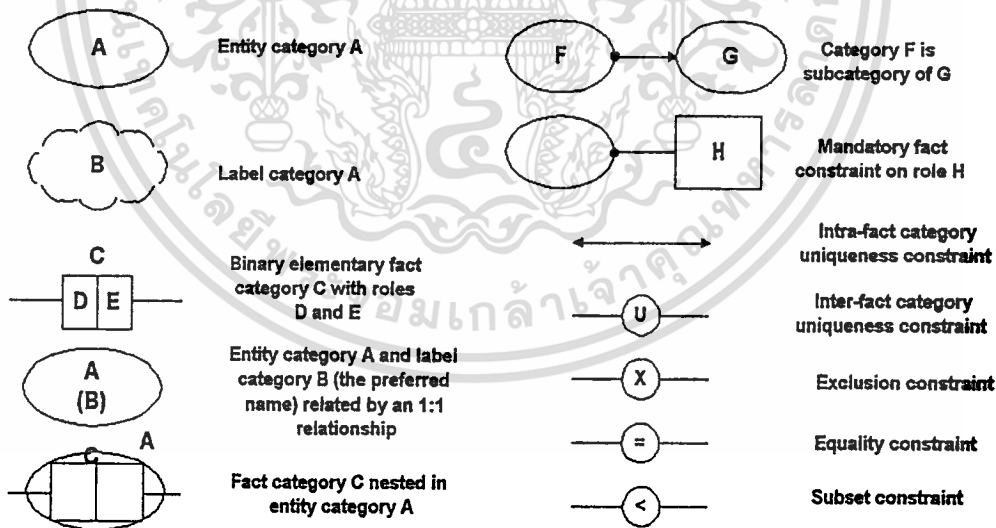 A
Entity category A
B
Label category A
C
D E
Binary elementary fact
category C with roles
D and E
A
(B)
Entity category A and label
category B (the preferred
name) related by an 1:1
relationship
C A
Fact category C nested in
entity category A
F G
Category F is
subcategory of G
H
Mandatory fact
constraint on role H
Intra-fact category
uniqueness constraint
U
Inter-fact category
uniqueness constraint
X
Exclusion constraint
=
Equality constraint
<
Subset constraint